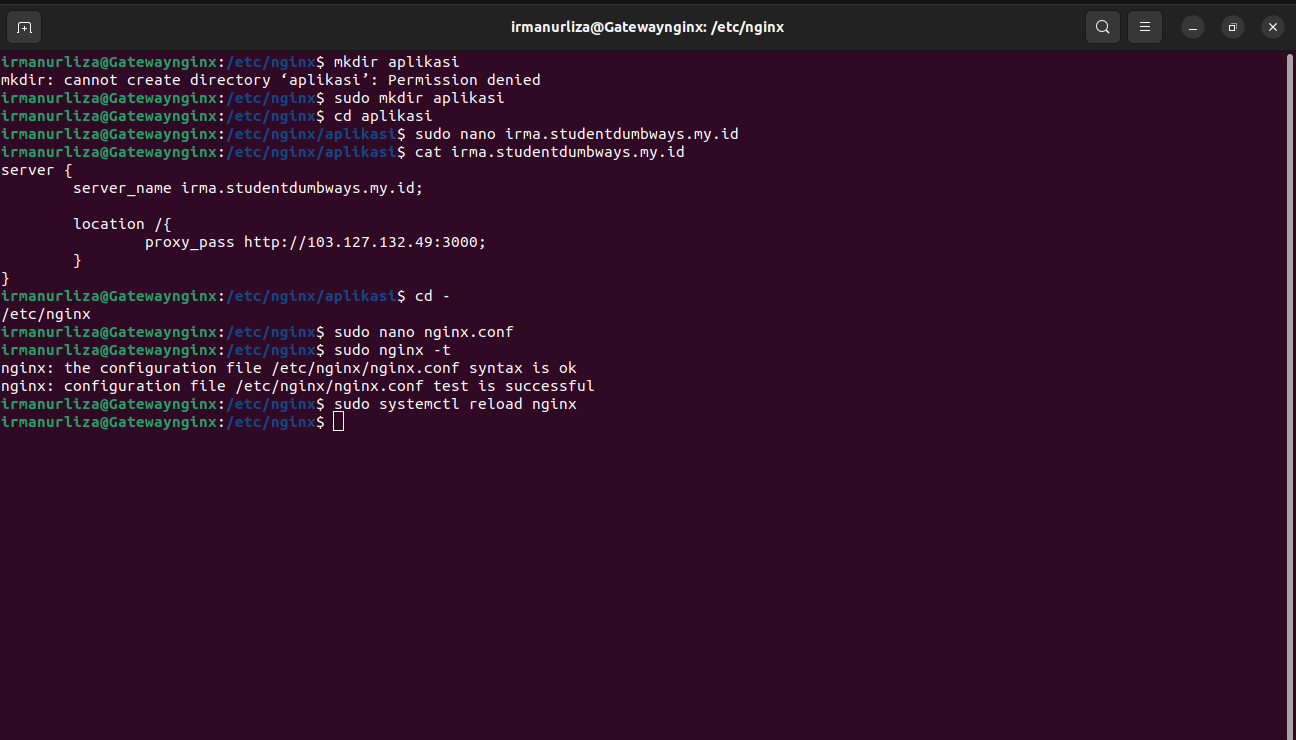 irmanurliza@Gatewaynginx: /etc/nginx
irmanurliza@Gatewaynginx:/etc/nginx$ mkdir aplikasi
mkdir: cannot create directory ‘aplikasi’: Permission denied
irmanurliza@Gatewaynginx:/etc/nginx$ sudo mkdir aplikasi
irmanurliza@Gatewaynginx:/etc/nginx$ cd aplikasi
irmanurliza@Gatewaynginx:/etc/nginx/aplikasi$ sudo nano irma.studentdumbways.my.id
irmanurliza@Gatewaynginx:/etc/nginx/aplikasi$ cat irma.studentdumbways.my.id
server {
        server_name irma.studentdumbways.my.id;
        location /{
                proxy_pass http://103.127.132.49:3000;
        }
}
irmanurliza@Gatewaynginx:/etc/nginx/aplikasi$ cd -
/etc/nginx
irmanurliza@Gatewaynginx:/etc/nginx$ sudo nano nginx.conf
irmanurliza@Gatewaynginx:/etc/nginx$ sudo nginx -t
nginx: the configuration file /etc/nginx/nginx.conf syntax is ok
nginx: configuration file /etc/nginx/nginx.conf test is successful
irmanurliza@Gatewaynginx:/etc/nginx$ sudo systemctl reload nginx
irmanurliza@Gatewaynginx:/etc/nginx$